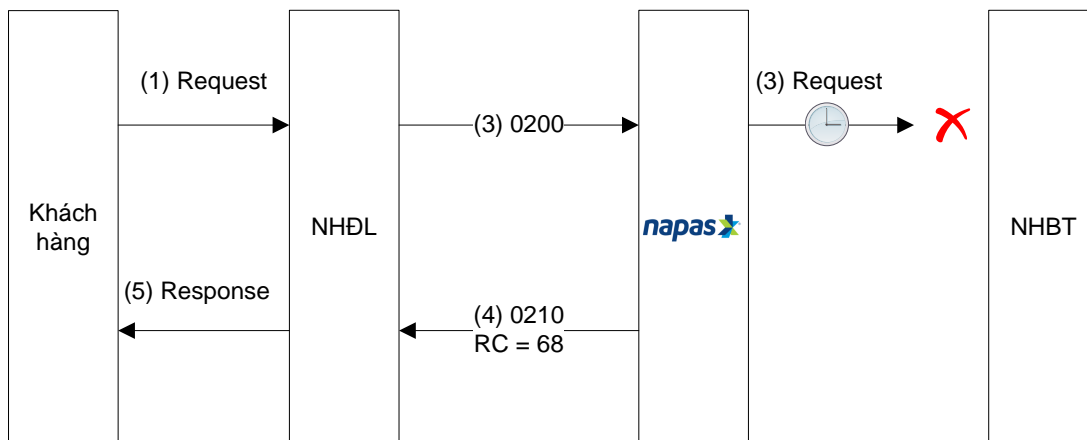 (1) Request
(3) Request
(3) 0200
Khách
hàng
NHĐL
napas
NHBT
(5) Response
(4) 0210
RC = 68